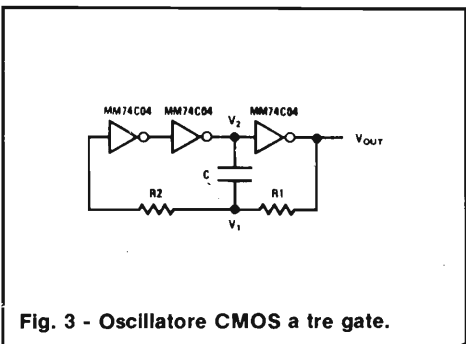 MM74C04 MM74C04 MM74C04
V2
VOUT
C
R2 R1
V1
Fig. 3 - Oscillatore CMOS a tre gate.